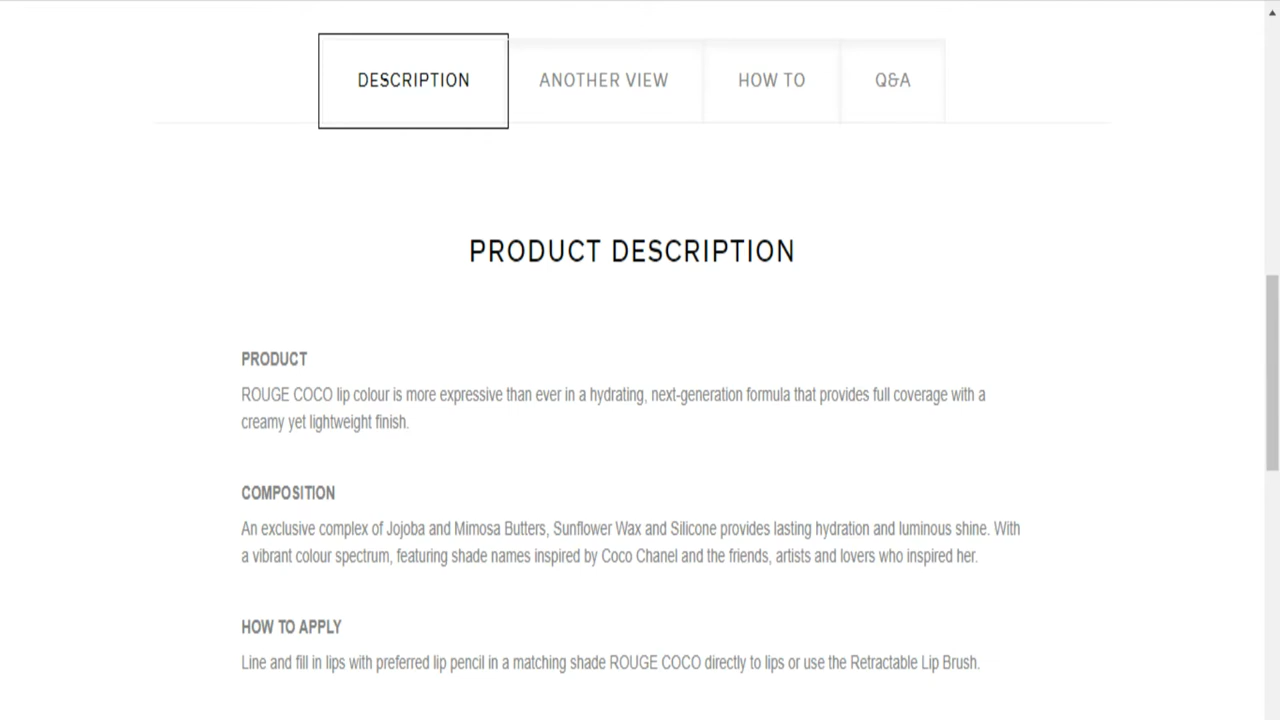 DESCRIPTION ANOTHER VIEW HOW TO Q&A
PRODUCT DESCRIPTION
PRODUCT
ROUGE COCO lip colour is more expressive than ever in a hydrating, next-generation formula that provides full coverage with a
creamy yet lightweight finish.
COMPOSITION
An exclusive complex of Jojoba and Mimosa Butters, Sunflower Wax and Silicone provides lasting hydration and luminous shine. With
a vibrant colour spectrum, featuring shade names inspired by Coco Chanel and the friends, artists and lovers who inspired her.
HOW TO APPLY
Line and fill in lips with preferred lip pencil in a matching shade ROUGE COCO directly to lips or use the Retractable Lip Brush.